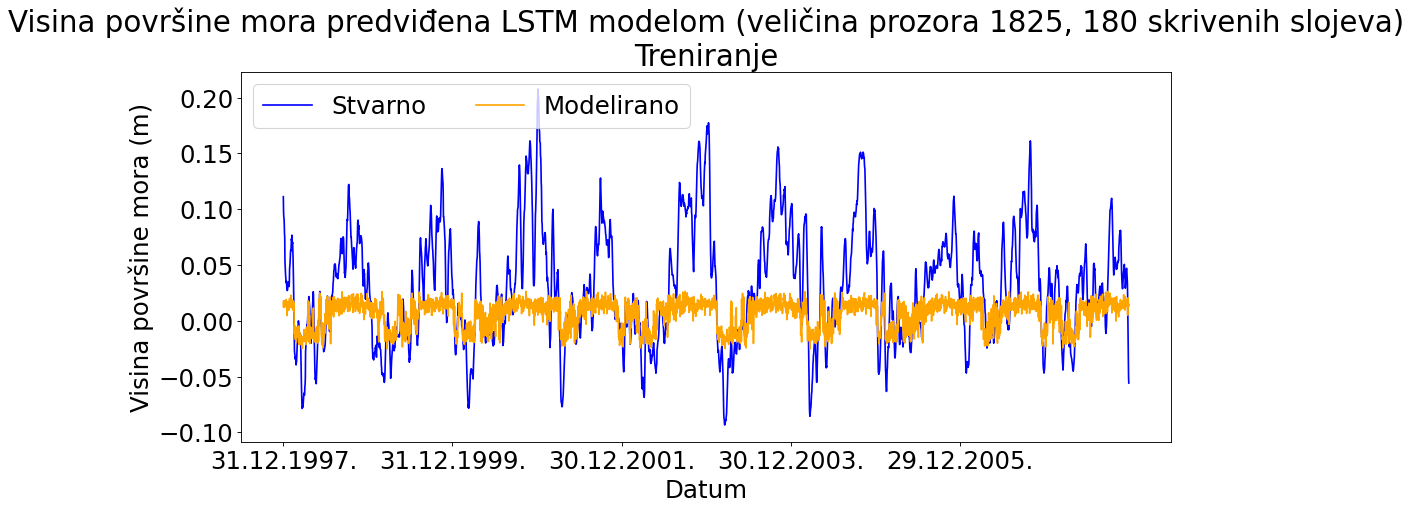 Visina površine mora predviđena LSTM modelom (veličina prozora 1825, 180 skrivenih slojeva)
Treniranje
Stvarno
Modelirano
Visina površine mora (m)
0.20
0.15
0.10
0.05
0.00
−0.05
−0.10
31.12.1997.
31.12.1999.
30.12.2001.
30.12.2003.
29.12.2005.
Datum